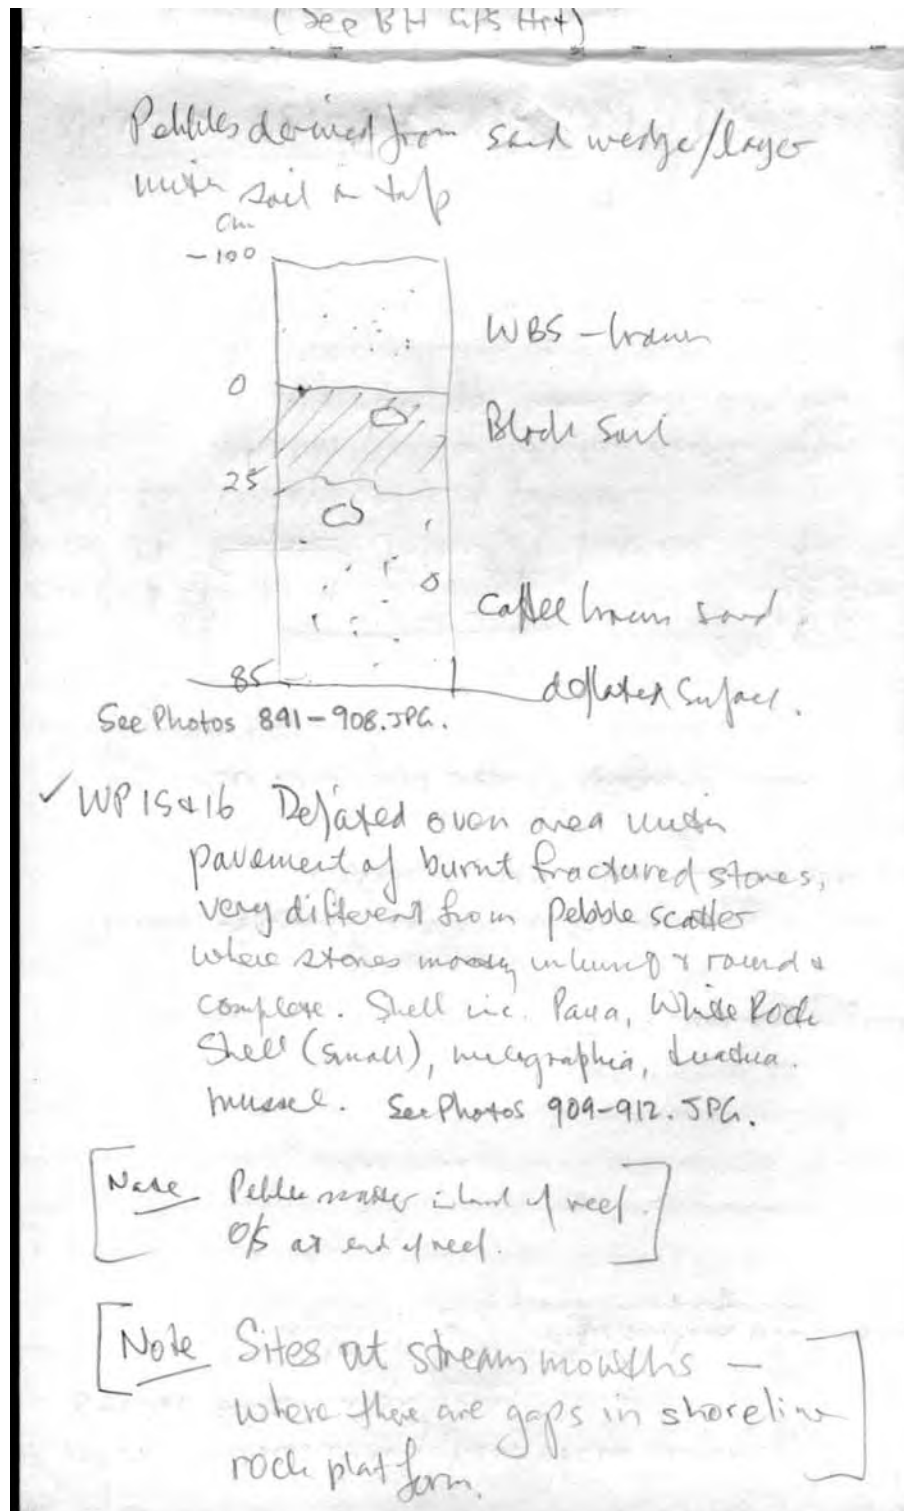 (See BH GPS Hrt)
Pebbles derived from sand wedge/layer
with soil on top
cm
-100
WBS - brown
0
Black Soil
25
Coffee brown sand
85
deflated surface.
See Photos 891-908.JPG.
✓ WP 15 & 16 Deflated oven area with
pavement of burnt fractured stones,
very different from pebble scatter
where stones mostly unburnt & round &
complete. Shell inc. Paua, White Rock
Shell (small), melagraphia, tuatua.
mussel. See Photos 909-912.JPG.
Note Pebble scatter inland of reef.
O/S at end of reef.
Note Sites at stream mouths —
where there are gaps in shoreline
rock platform.